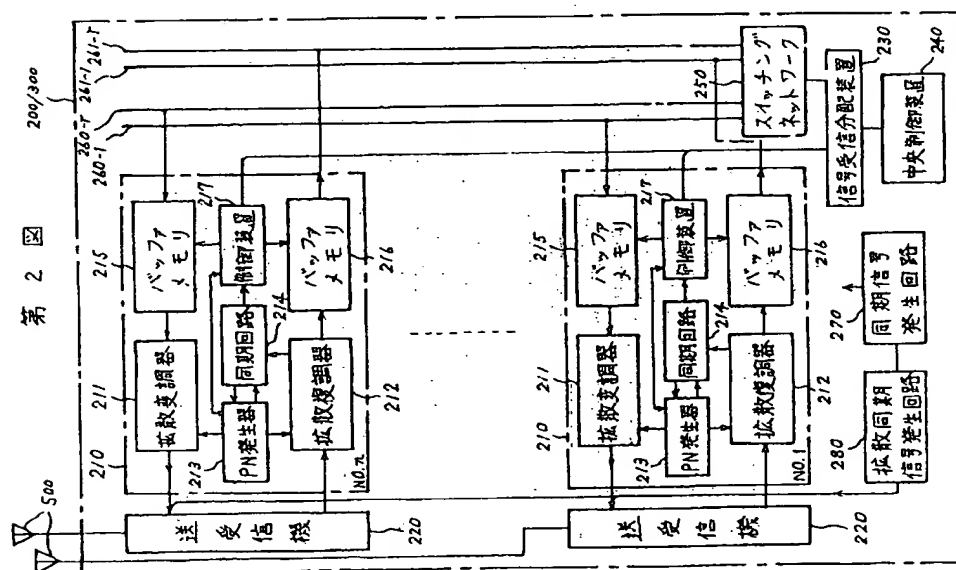 第 2 図
200/300
500
260-r
260-1
261-1
261-r
210
211
拡散変調器
215
バッファ
メモリ
213
PN発生器
同期回路
214
217
制御装置
拡散復調器
212
バッファ
メモリ
216
NO.n
送受信機
220
210
211
拡散変調器
215
バッファ
メモリ
213
PN発生器
同期回路
214
217
制御装置
拡散復調器
212
バッファ
メモリ
216
NO.1
送受信機
220
250
スイッチング
ネットワーク
信号受信分配装置
230
中央制御装置
240
270
同期信号
発生回路
280
拡散同期
信号発生回路